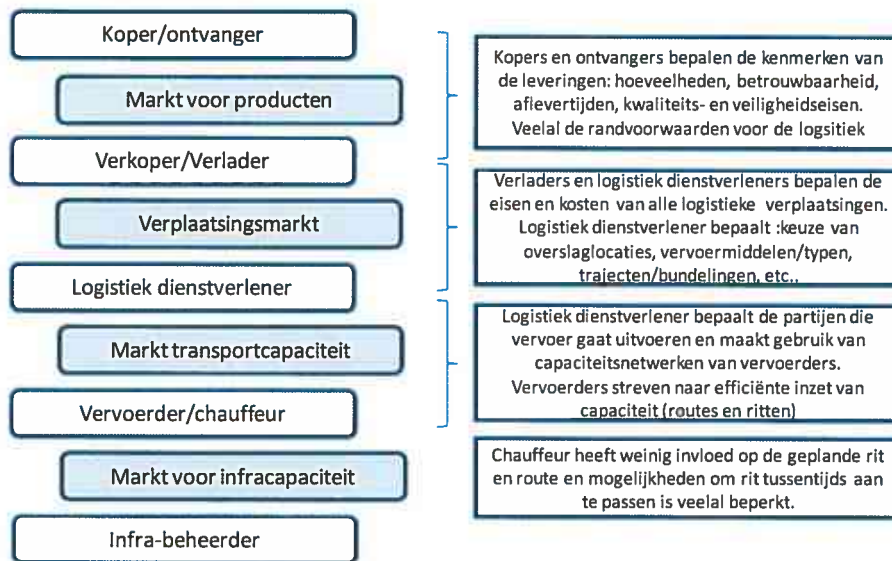 Koper/ontvanger
Markt voor producten
Verkoper/Verlader
Verplaatsingsmarkt
Logistiek dienstverlener
Markt transportcapaciteit
Vervoerder/chauffeur
Markt voor infracapaciteit
Infra-beheerder
Kopers en ontvangers bepalen de kenmerken van
de leveringen: hoeveelheden, betrouwbaarheid,
aflevertijden, kwaliteits- en veiligheidseisen.
Veelal de randvoorwaarden voor de logsitiek
Verladers en logistiek dienstverleners bepalen de
eisen en kosten van alle logistieke verplaatsingen.
Logistiek dienstverlener bepaalt :keuze van
overslaglocaties, vervoermiddelen/typen,
trajecten/bundelingen, etc..
Logistiek dienstverlener bepaalt de partijen die
vervoer gaat uitvoeren en maakt gebruik van
capaciteitsnetwerken van vervoerders.
Vervoerders streven naar efficiënte inzet van
capaciteit (routes en ritten)
Chauffeur heeft weinig invloed op de geplande rit
en route en mogelijkheden om rit tussentijds aan
te passen is veelal beperkt.